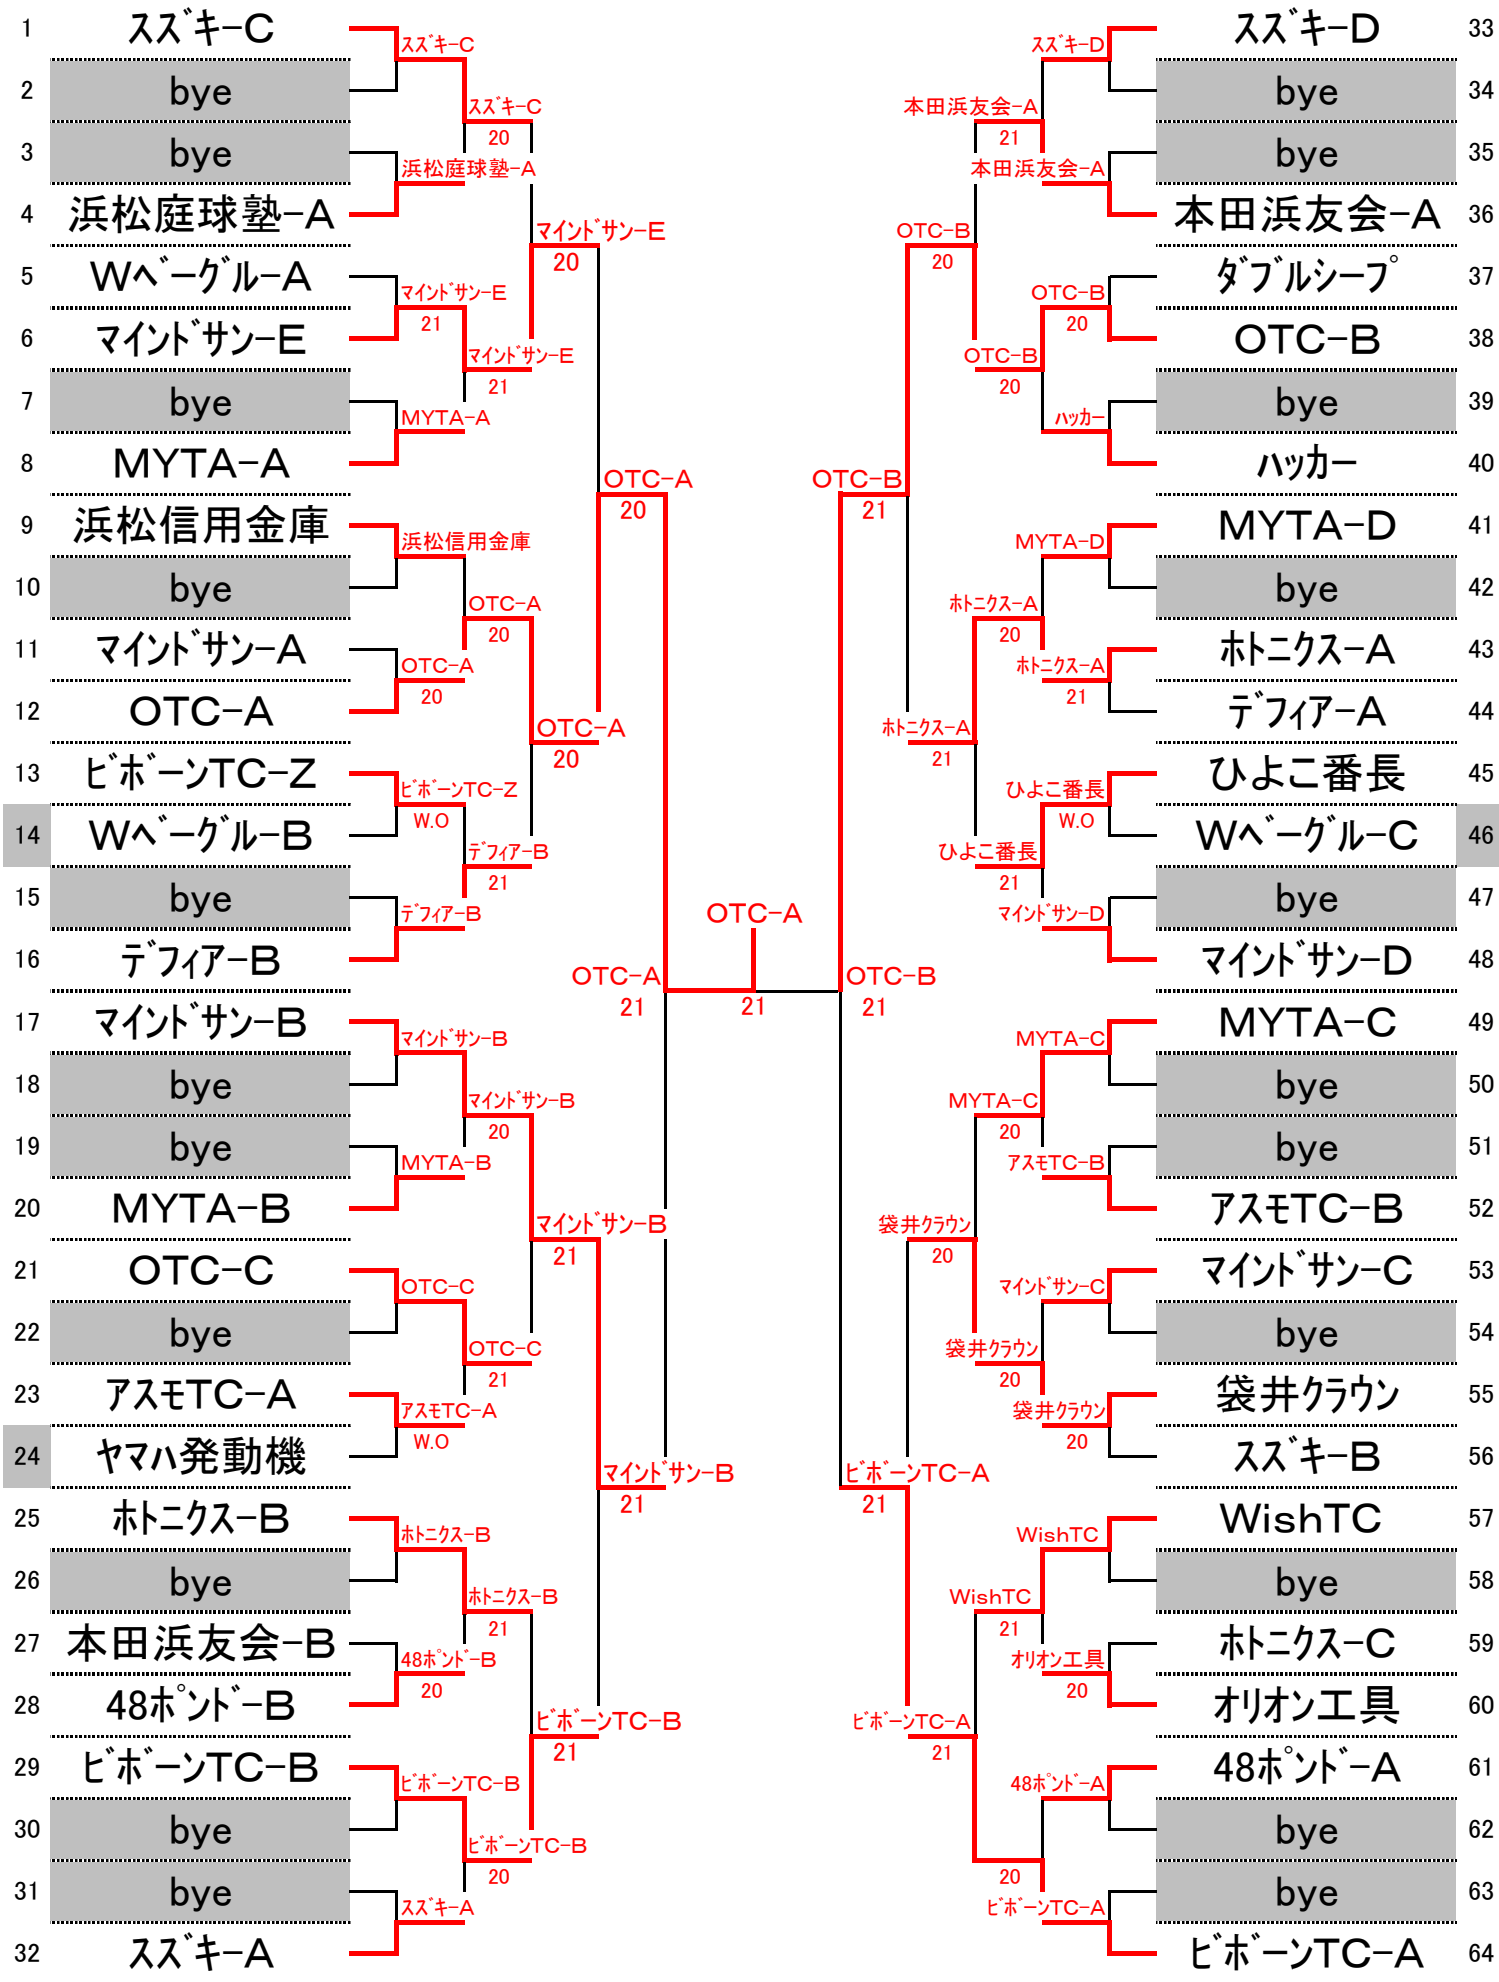 1 スズキ-C
2 bye
3 bye
4 浜松庭球塾-A
5 Wベーグル-A
6 マインドサン-E
7 bye
8 MYTA-A
9 浜松信用金庫
10 bye
11 マインドサン-A
12 OTC-A
13 ビボーンTC-Z
14 Wベーグル-B
15 bye
16 デフィアーB
17 マインドサン-B
18 bye
19 bye
20 MYTA-B
21 OTC-C
22 bye
23 アスモTC-A
24 ヤマハ発動機
25 ホトニクス-B
26 bye
27 本田浜友会-B
28 48ポンド-B
29 ビボーンTC-B
30 bye
31 bye
32 スズキ-A
スズキ-C
浜松庭球塾-A
マインドサン-E
21
MYTA-A
浜松信用金庫
OTC-A
20
ビボーンTC-Z
W.O
デフィアーB
マインドサン-B
MYTA-B
OTC-C
アスモTC-A
W.O
ホトニクス-B
48ポンド-B
20
ビボーンTC-B
スズキ-A
スズキ-C
20
マインドサン-E
21
OTC-A
20
デフィアーB
21
マインドサン-B
20
OTC-C
21
ホトニクス-B
21
ビボーンTC-B
20
マインドサン-E
20
OTC-A
20
マインドサン-B
21
ビボーンTC-B
21
OTC-A
20
マインドサン-B
21
OTC-A
21
OTC-A
21
OTC-B
21
OTC-B
21
ビボーンTC-A
21
OTC-B
20
ホトニクス-A
21
袋井クラウン
20
ビボーンTC-A
21
本田浜友会-A
21
OTC-B
20
ホトニクス-A
20
ひよこ番長
21
MYTA-C
20
袋井クラウン
20
WishTC
21
20
スズキ-D
本田浜友会-A
OTC-B
20
ハッカー
MYTA-D
ホトニクス-A
21
ひよこ番長
W.O
マインドサン-D
MYTA-C
アスモTC-B
マインドサン-C
袋井クラウン
20
WishTC
オリオン工具
20
48ポンド-A
ビボーンTC-A
スズキ-D 33
bye 34
bye 35
本田浜友会-A 36
ダブルシープ 37
OTC-B 38
bye 39
ハッカー 40
MYTA-D 41
bye 42
ホトニクス-A 43
デフィアーA 44
ひよこ番長 45
Wベーグル-C 46
bye 47
マインドサン-D 48
MYTA-C 49
bye 50
bye 51
アスモTC-B 52
マインドサン-C 53
bye 54
袋井クラウン 55
スズキ-B 56
WishTC 57
bye 58
ホトニクス-C 59
オリオン工具 60
48ポンド-A 61
bye 62
bye 63
ビボーンTC-A 64